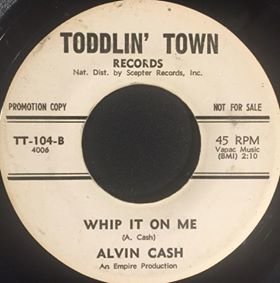 TODDLIN' TOWN
RECORDS
Nat. Dist. by Scepter Records, Inc.
PROMOTION COPY
NOT FOR SALE
TT-104-B
4006
45 RPM
Vapac Music
(BMI) 2:10
WHIP IT ON ME
(A. Cash)
ALVIN CASH
An Empire Production